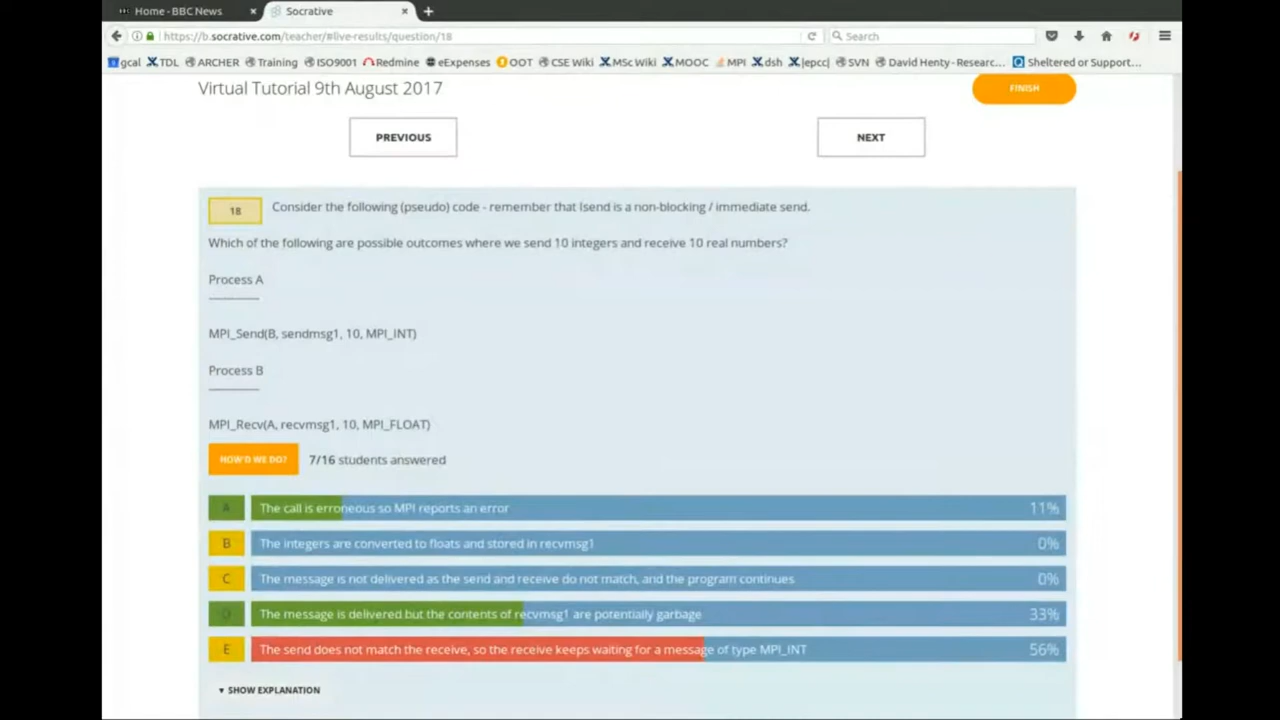 Home - BBC News × Socrative × +
https://b.socrative.com/teacher/#live-results/question/18 Search
gcal TDL ARCHER Training ISO9001 Redmine eExpenses OOT CSE Wiki MSc Wiki MOOC MPI dsh |epcc| SVN David Henty - Researc... Sheltered or Support...
Virtual Tutorial 9th August 2017
FINISH
PREVIOUS
NEXT
18 Consider the following (pseudo) code - remember that Isend is a non-blocking / immediate send.
Which of the following are possible outcomes where we send 10 integers and receive 10 real numbers?
Process A
MPI_Send(B, sendmsg1, 10, MPI_INT)
Process B
MPI_Recv(A, recvmsg1, 10, MPI_FLOAT)
HOW'D WE DO? 7/16 students answered
A The call is erroneous so MPI reports an error 11%
B The integers are converted to floats and stored in recvmsg1 0%
C The message is not delivered as the send and receive do not match, and the program continues 0%
D The message is delivered but the contents of recvmsg1 are potentially garbage 33%
E The send does not match the receive, so the receive keeps waiting for a message of type MPI_INT 56%
▼ SHOW EXPLANATION